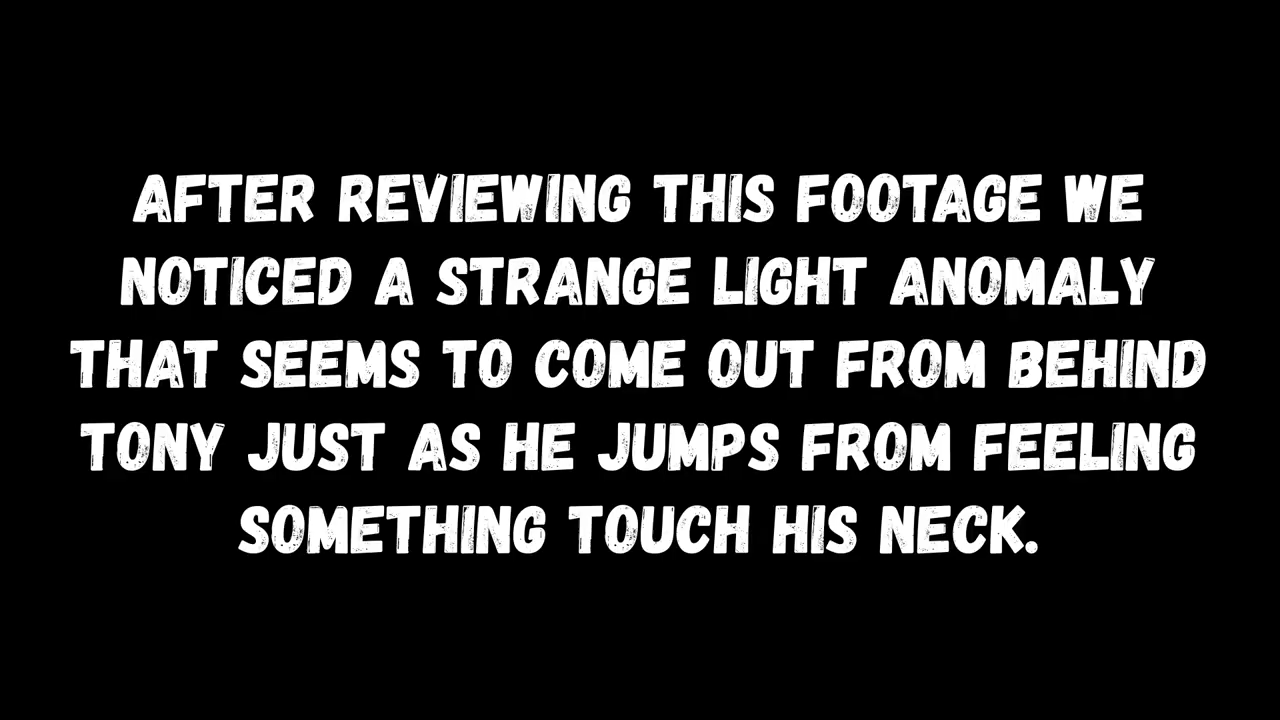 AFTER REVIEWING THIS FOOTAGE WE
NOTICED A STRANGE LIGHT ANOMALY
THAT SEEMS TO COME OUT FROM BEHIND
TONY JUST AS HE JUMPS FROM FEELING
SOMETHING TOUCH HIS NECK.